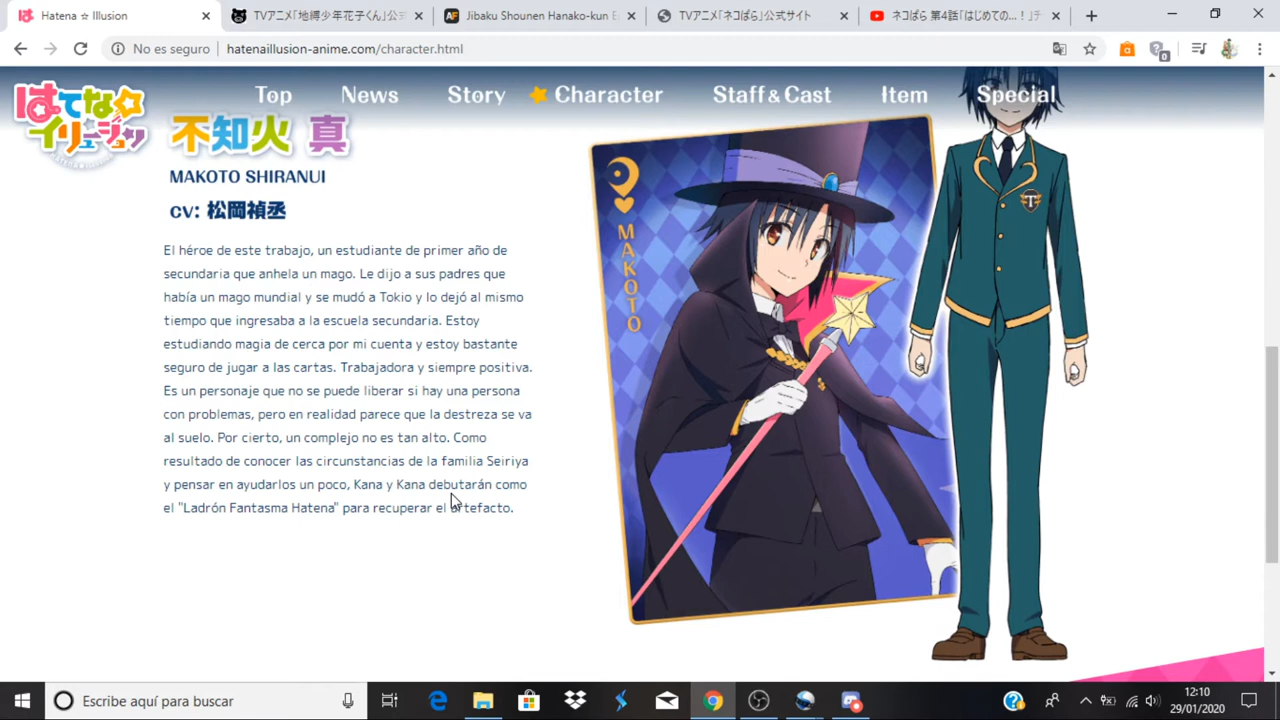 Hatena ☆ Illusion
TVアニメ「地縛少年花子くん」公式
Jibaku Shounen Hanako-kun E
TVアニメ「ネコぱら」公式サイト
ネコぱら 第4話「はじめての…！」チ
No es seguro
hatenaillusion-anime.com/character.html
はてな☆
イリュージョン
Top
News
Story
Character
Staff & Cast
Item
Special
不知火 真
MAKOTO SHIRANUI
cv: 松岡禎丞
El héroe de este trabajo, un estudiante de primer año de
secundaria que anhela un mago. Le dijo a sus padres que
había un mago mundial y se mudó a Tokio y lo dejó al mismo
tiempo que ingresaba a la escuela secundaria. Estoy
estudiando magia de cerca por mi cuenta y estoy bastante
seguro de jugar a las cartas. Trabajadora y siempre positiva.
Es un personaje que no se puede liberar si hay una persona
con problemas, pero en realidad parece que la destreza se va
al suelo. Por cierto, un complejo no es tan alto. Como
resultado de conocer las circunstancias de la familia Seiriya
y pensar en ayudarlos un poco, Kana y Kana debutarán como
el "Ladrón Fantasma Hatena" para recuperar el artefacto.
MAKOTO
T
Escribe aquí para buscar
12:10
29/01/2020